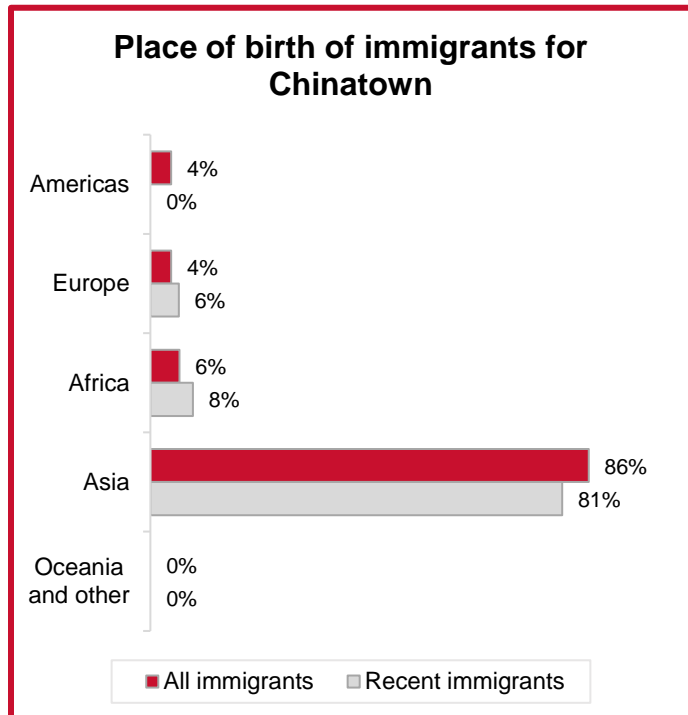 Place of birth of immigrants for
Chinatown
Americas
4%
0%
Europe
4%
6%
Africa
6%
8%
Asia
86%
81%
Oceania
and other
0%
0%
All immigrants
Recent immigrants